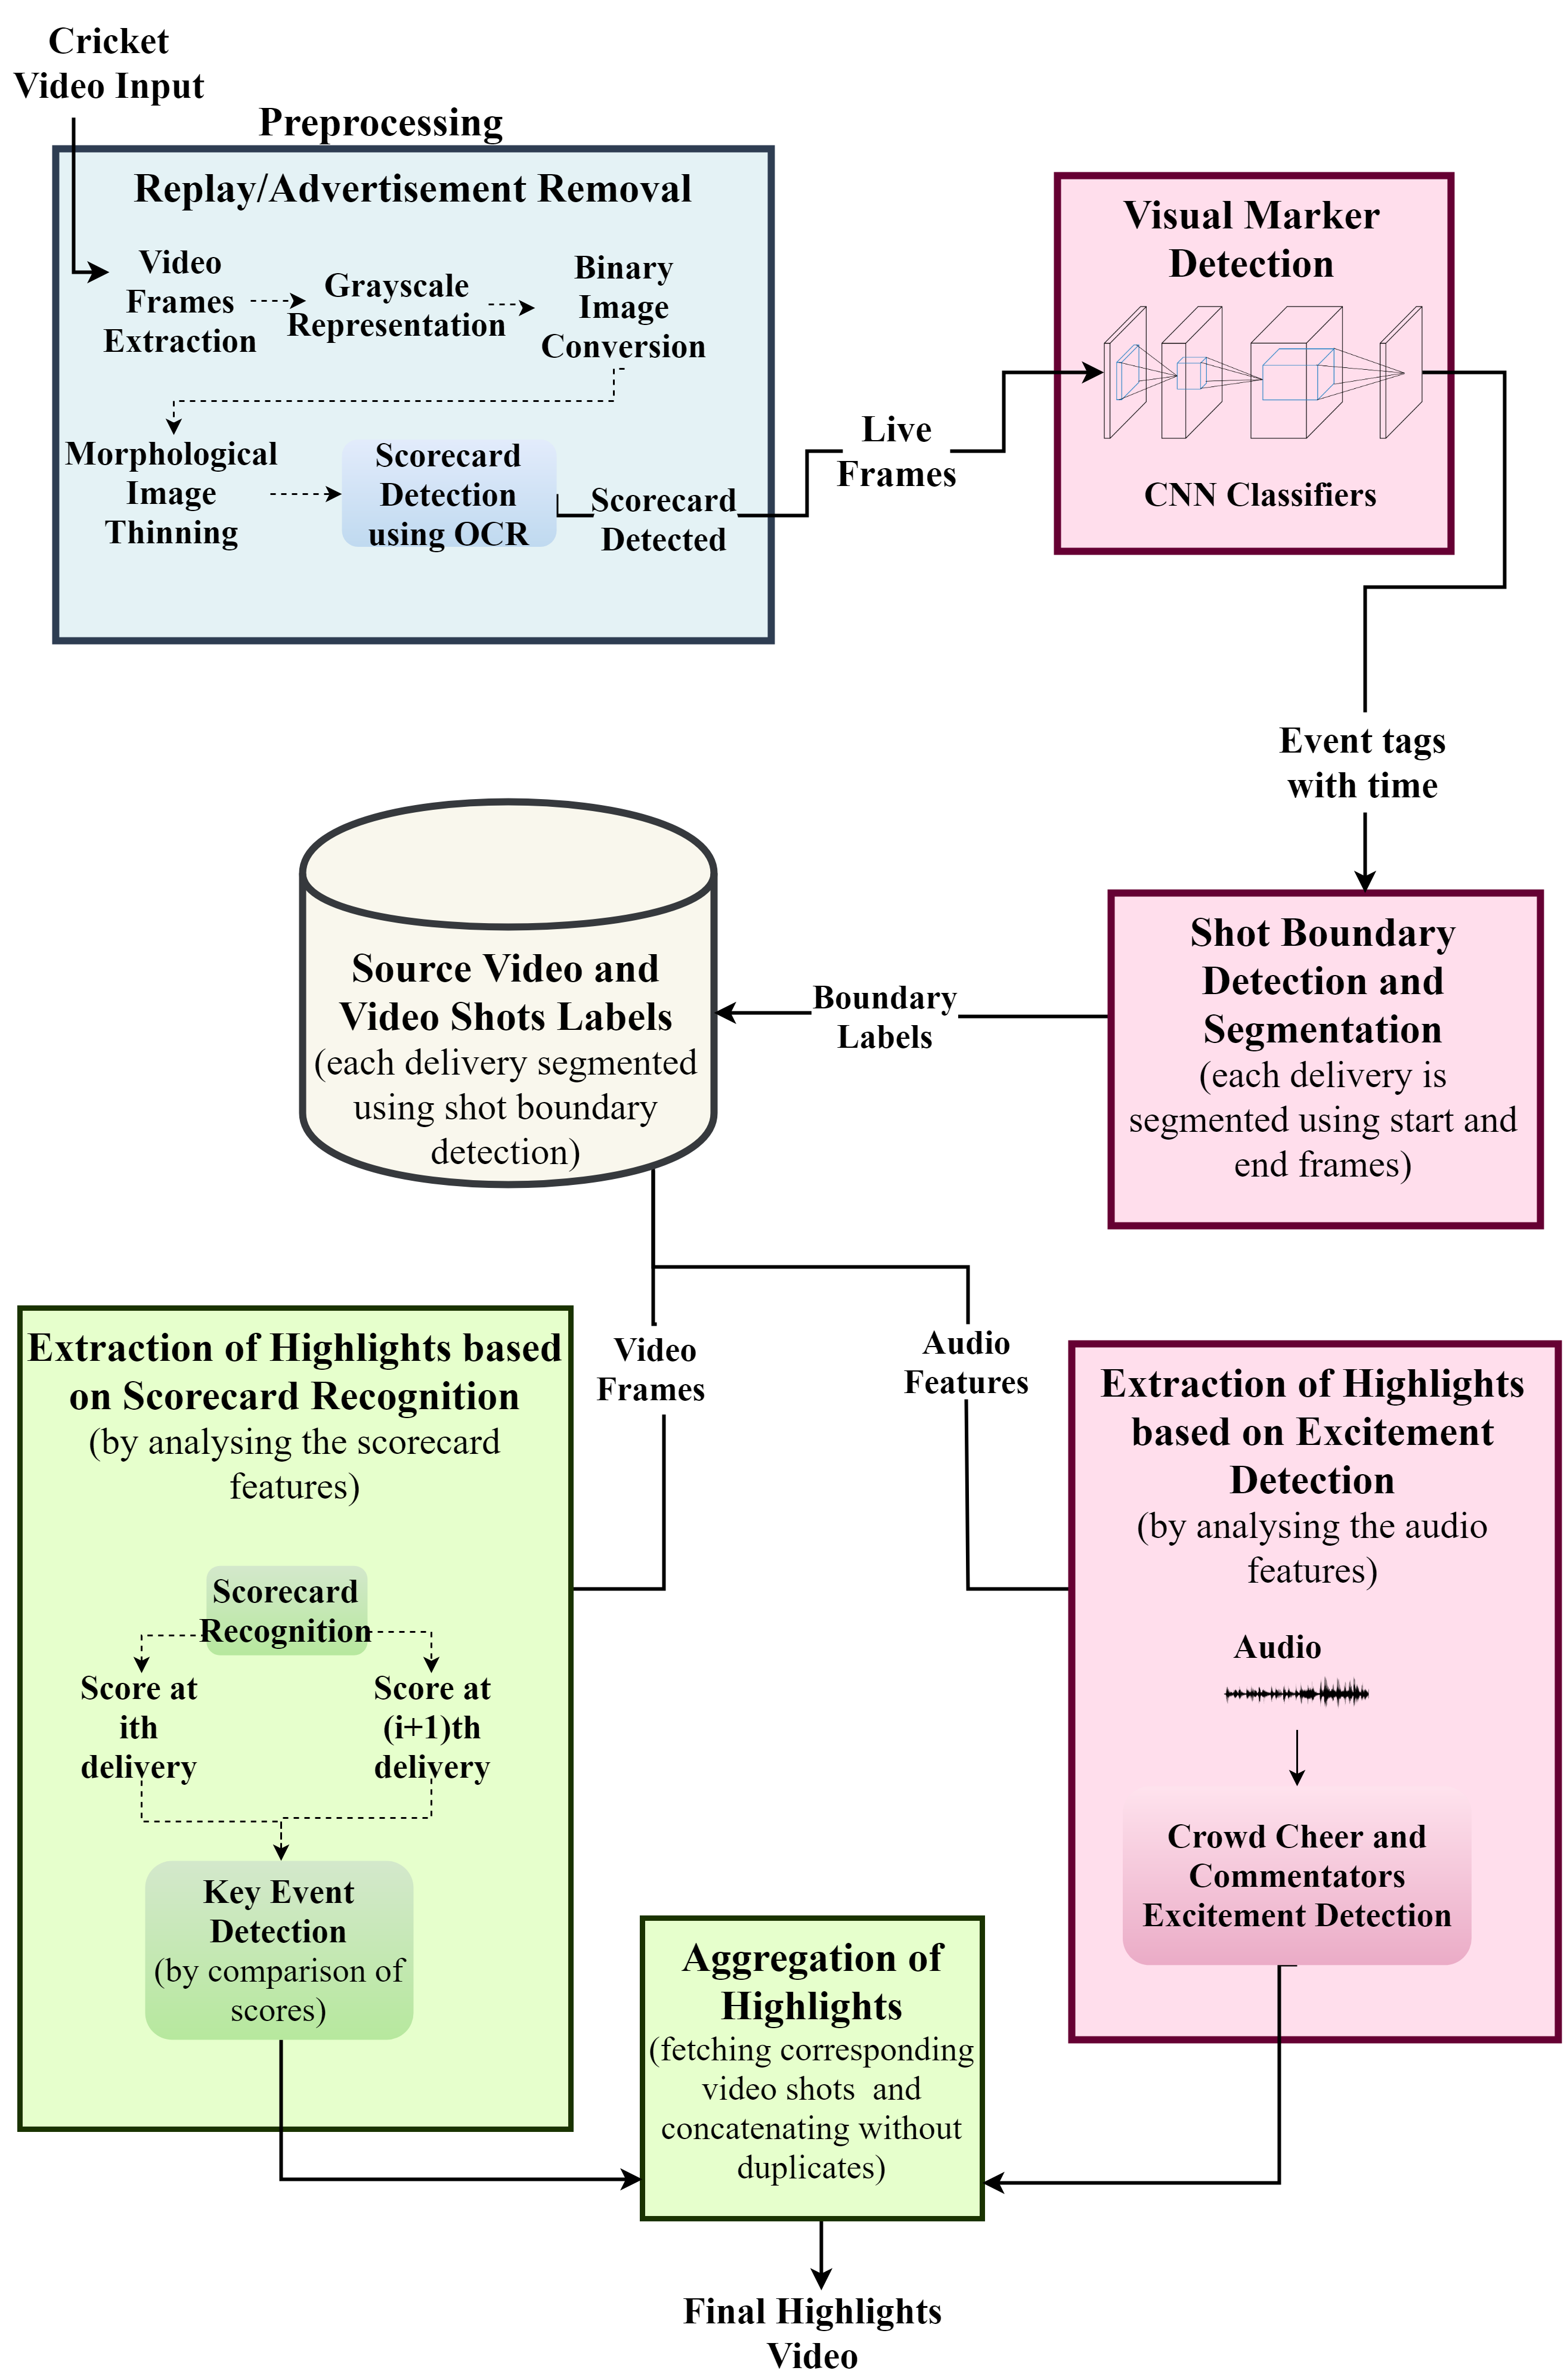 Cricket
Video Input
Preprocessing
Replay/Advertisement Removal
Video
Frames
Extraction
Grayscale
Representation
Binary
Image
Conversion
Morphological
Image
Thinning
Scorecard
Detection
using OCR
Scorecard
Detected
Live
Frames
Visual Marker
Detection
CNN Classifiers
Event tags
with time
Shot Boundary
Detection and
Segmentation
(each delivery is
segmented using start and
end frames)
Boundary
Labels
Source Video and
Video Shots Labels
(each delivery segmented
using shot boundary
detection)
Video
Frames
Audio
Features
Extraction of Highlights based
on Scorecard Recognition
(by analysing the scorecard
features)
Scorecard
Recognition
Score at
ith
delivery
Score at
(i+1)th
delivery
Key Event
Detection
(by comparison of
scores)
Extraction of Highlights
based on Excitement
Detection
(by analysing the audio
features)
Audio
Crowd Cheer and
Commentators
Excitement Detection
Aggregation of
Highlights
(fetching corresponding
video shots and
concatenating without
duplicates)
Final Highlights
Video